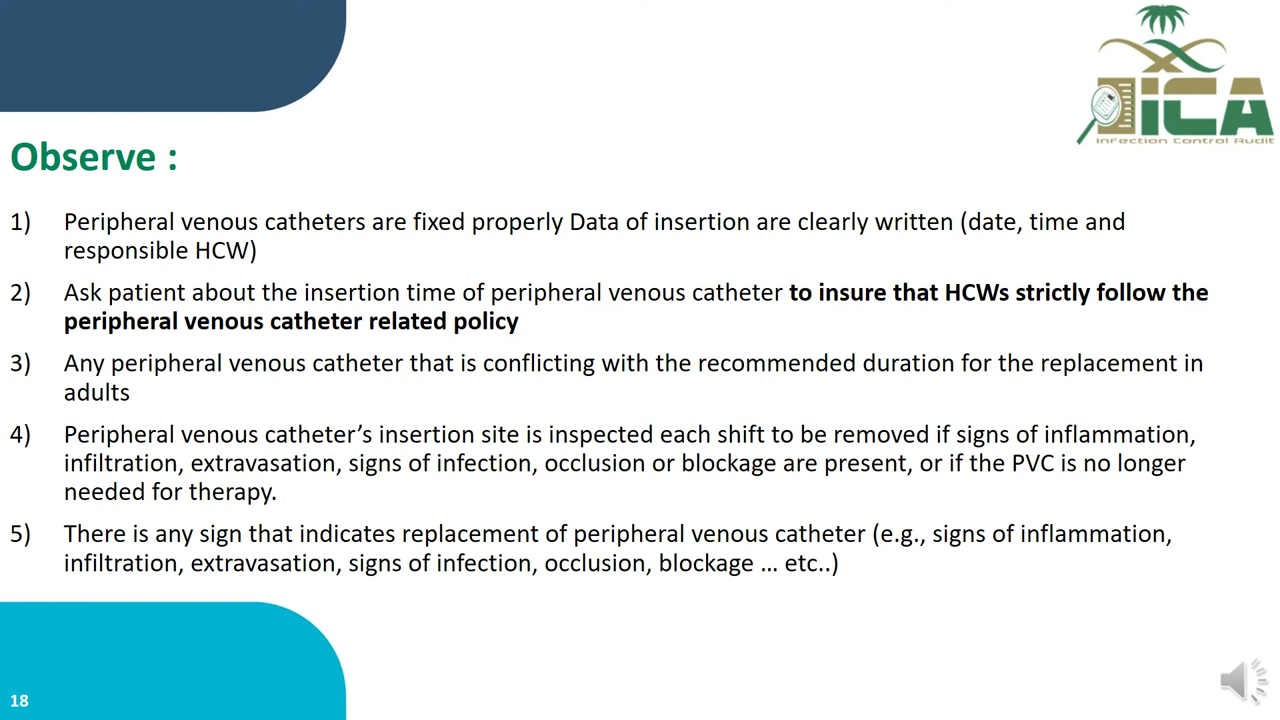 iCA
InFection Control Audit
Observe :
1) Peripheral venous catheters are fixed properly Data of insertion are clearly written (date, time and
responsible HCW)
2) Ask patient about the insertion time of peripheral venous catheter to insure that HCWs strictly follow the
peripheral venous catheter related policy
3) Any peripheral venous catheter that is conflicting with the recommended duration for the replacement in
adults
4) Peripheral venous catheter’s insertion site is inspected each shift to be removed if signs of inflammation,
infiltration, extravasation, signs of infection, occlusion or blockage are present, or if the PVC is no longer
needed for therapy.
5) There is any sign that indicates replacement of peripheral venous catheter (e.g., signs of inflammation,
infiltration, extravasation, signs of infection, occlusion, blockage … etc..)
18